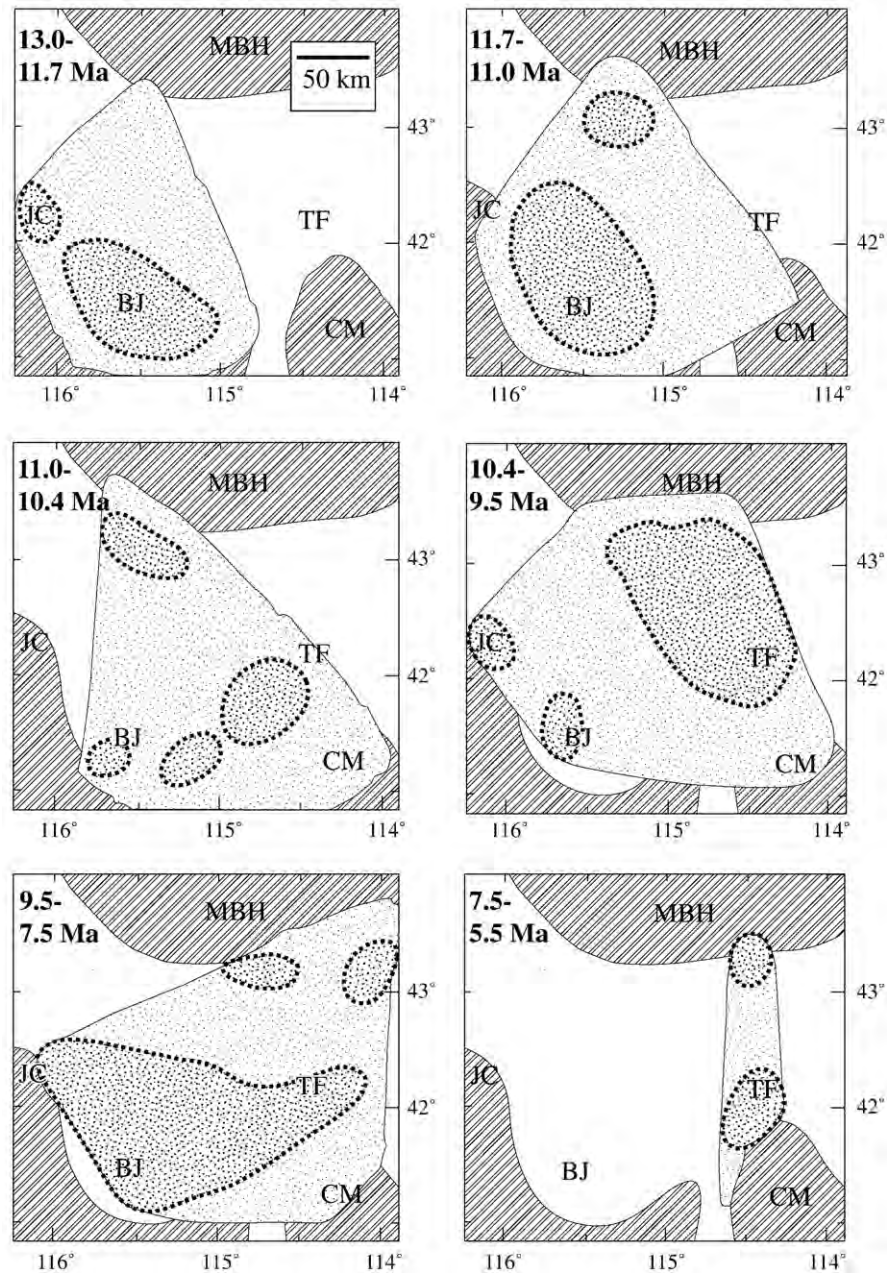 13.0-
11.7 Ma
MBH
50 km
43°
JC
TF
42°
BJ
CM
116°
115°
114°
11.7-
11.0 Ma
MBH
43°
JC
TF
42°
BJ
CM
116°
115°
114°
11.0-
10.4 Ma
MBH
43°
JC
TF
42°
BJ
CM
116°
115°
114°
10.4-
9.5 Ma
MBH
43°
JC
TF
42°
BJ
CM
116°
115°
114°
9.5-
7.5 Ma
MBH
43°
JC
TF
42°
BJ
CM
116°
115°
114°
7.5-
5.5 Ma
MBH
43°
JC
TF
42°
BJ
CM
116°
115°
114°